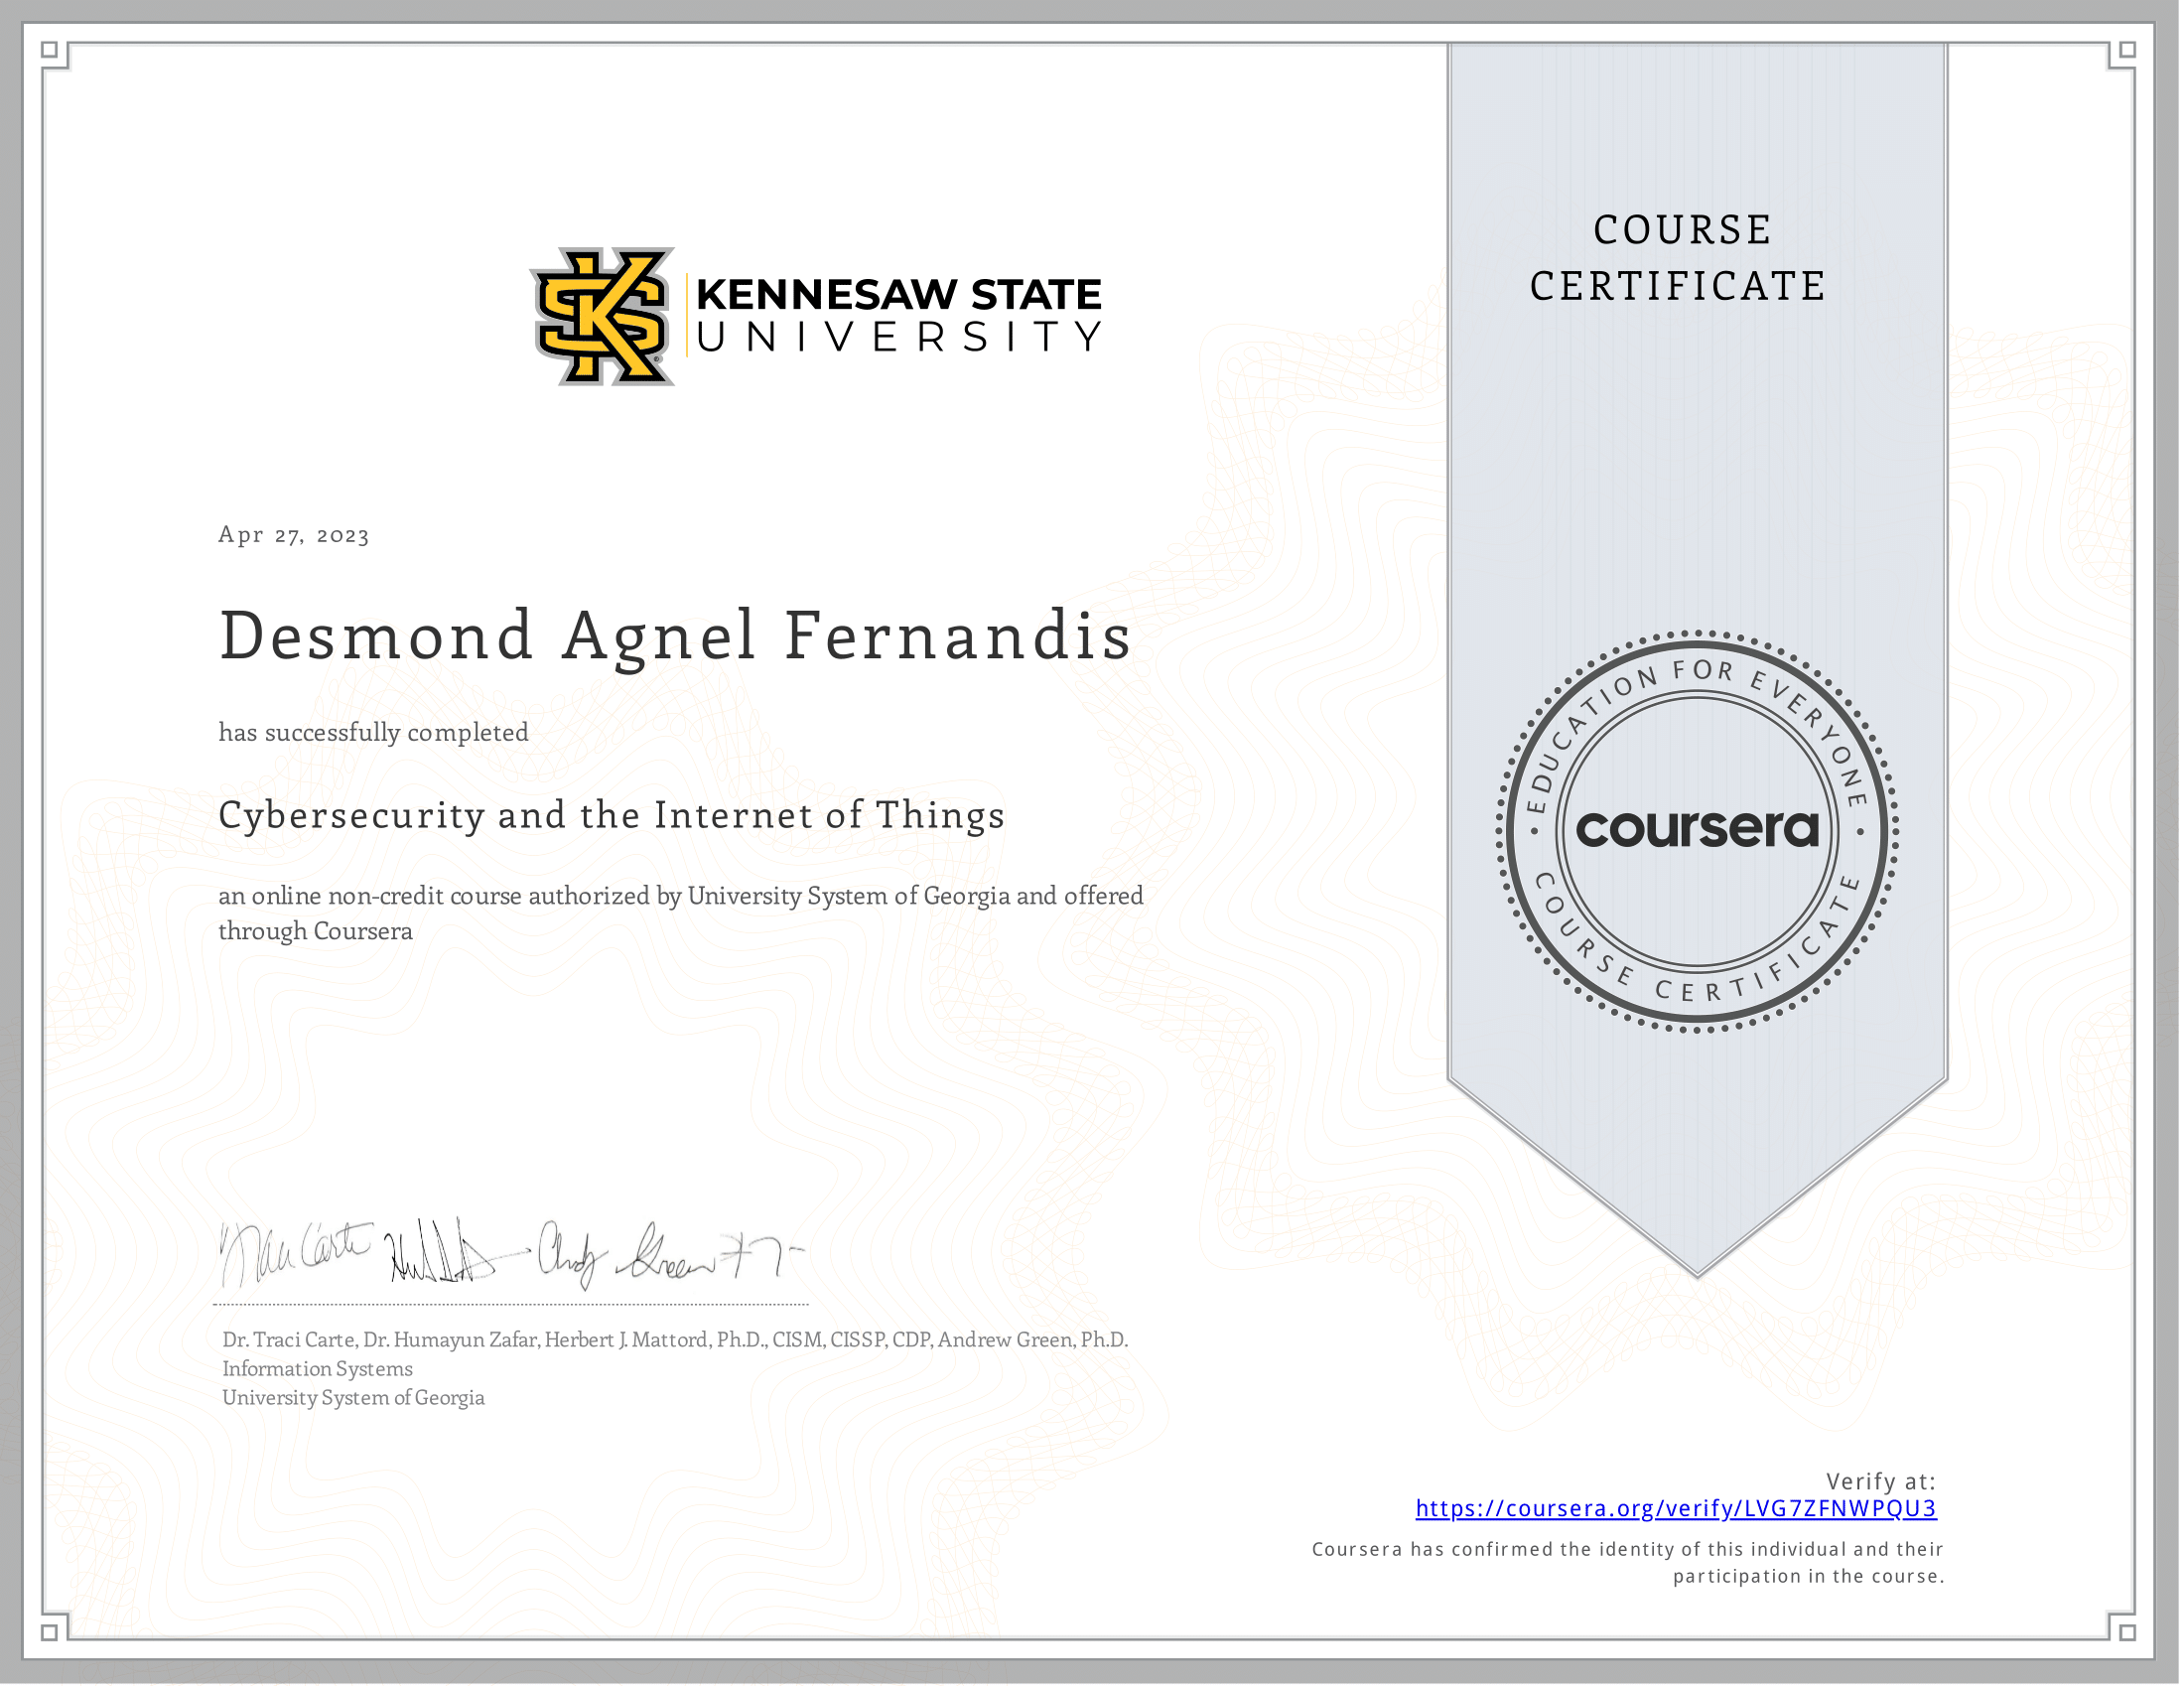 KENNESAW STATE
UNIVERSITY
COURSE
CERTIFICATE
Apr 27, 2023
Desmond Agnel Fernandis
has successfully completed
Cybersecurity and the Internet of Things
an online non-credit course authorized by University System of Georgia and offered
through Coursera
EDUCATION FOR EVERYONE
coursera
COURSE CERTIFICATE
Dr. Traci Carte, Dr. Humayun Zafar, Herbert J. Mattord, Ph.D., CISM, CISSP, CDP, Andrew Green, Ph.D.
Information Systems
University System of Georgia
Verify at:
https://coursera.org/verify/LVG7ZFNWPQU3
Coursera has confirmed the identity of this individual and their
participation in the course.